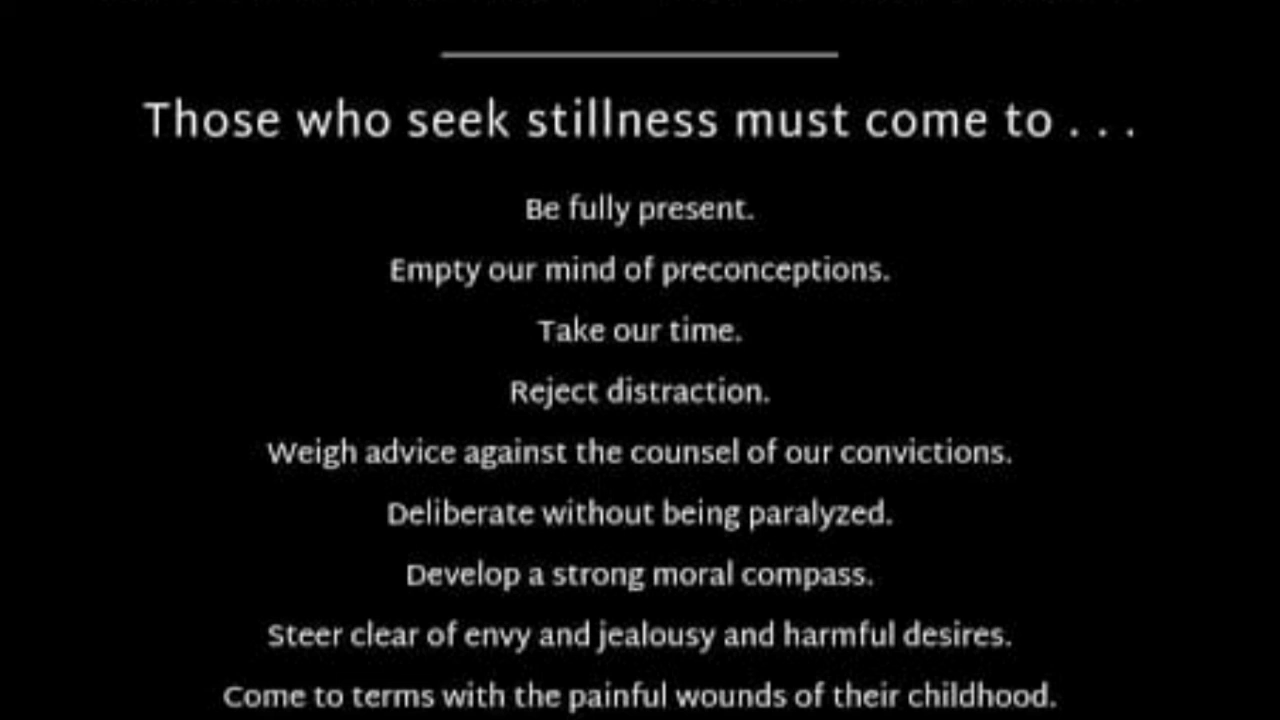 Those who seek stillness must come to . . .
Be fully present.
Empty our mind of preconceptions.
Take our time.
Reject distraction.
Weigh advice against the counsel of our convictions.
Deliberate without being paralyzed.
Develop a strong moral compass.
Steer clear of envy and jealousy and harmful desires.
Come to terms with the painful wounds of their childhood.